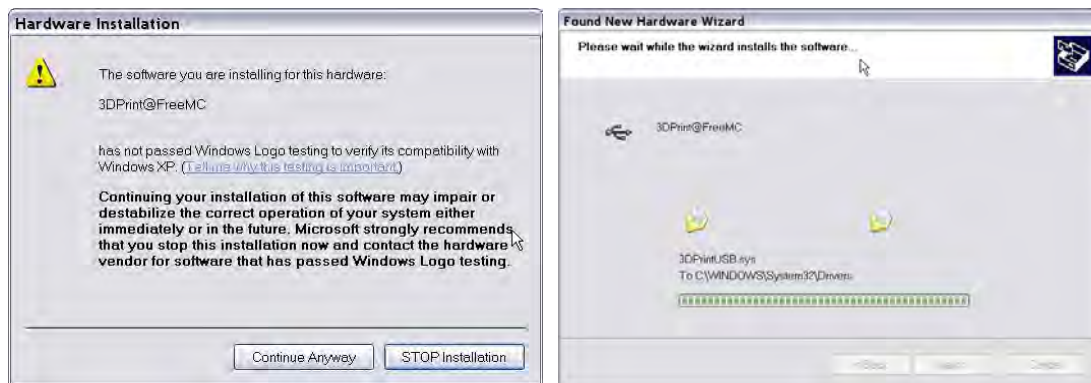 Hardware Installation
The software you are installing for this hardware:
3DPrint@FreeMC
has not passed Windows Logo testing to verify its compatibility with
Windows XP. (Tell me why this testing is important.)
Continuing your installation of this software may impair or
destabilize the correct operation of your system either
immediately or in the future. Microsoft strongly recommends
that you stop this installation now and contact the hardware
vendor for software that has passed Windows Logo testing.
Continue Anyway
STOP Installation
Found New Hardware Wizard
Please wait while the wizard installs the software...
3DPrint@FreeMC
3DPrintUSB.sys
To C:\WINDOWS\System32\Drivers